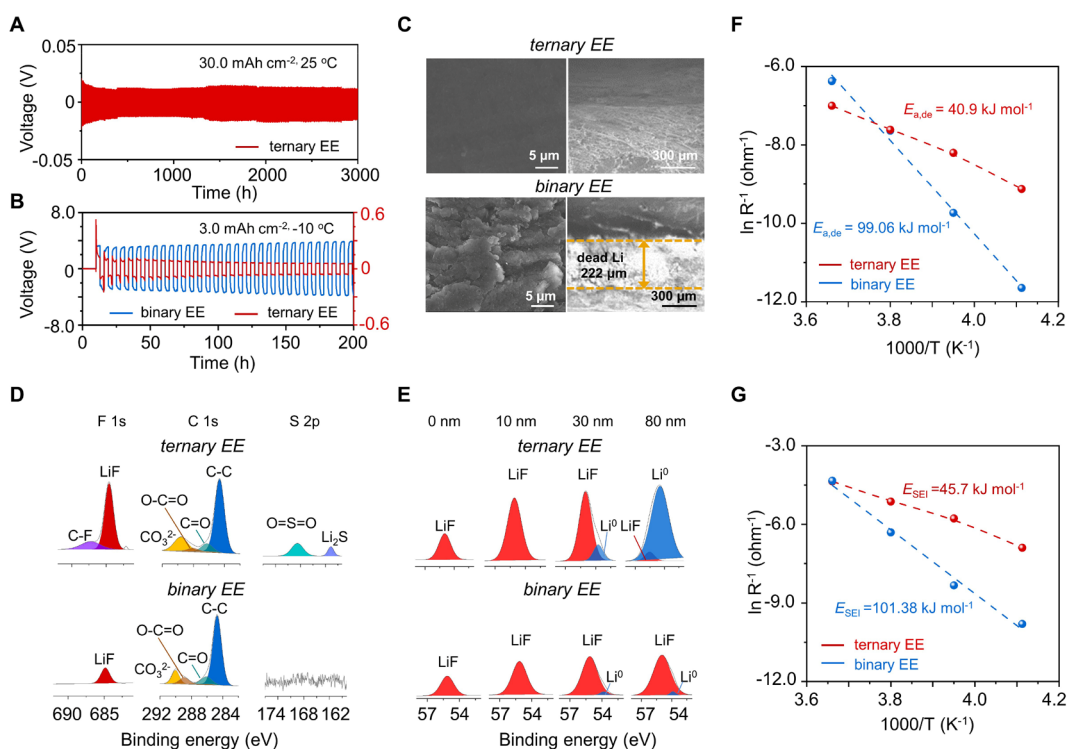 A
0.05
0
-0.05
Voltage (V)
30.0 mAh cm-2, 25 oC
ternary EE
0 1000 2000 3000
Time (h)
B
8.0
4.0
0
-8.0
Voltage (V)
3.0 mAh cm-2, -10 oC
binary EE ternary EE
0.6
0.3
0
-0.6
0 50 100 150 200
Time (h)
C
ternary EE
5 µm
300 µm
binary EE
dead Li
222 µm
5 µm
300 µm
D
F 1s C 1s S 2p
ternary EE
LiF
C-F
O-C=O
CO32-
C=O
C-C
O=S=O
Li2S
binary EE
LiF
O-C=O
CO32-
C=O
C-C
690 685 292 288 284 174 168 162
Binding energy (eV)
E
0 nm 10 nm 30 nm 80 nm
ternary EE
LiF LiF LiF Li0 LiF Li0
binary EE
LiF LiF LiF Li0 LiF Li0
57 54 57 54 57 54 57 54
Binding energy (eV)
F
-6.0
-8.0
-10.0
-12.0
ln R-1 (ohm-1)
Ea,de = 40.9 kJ mol-1
Ea,de = 99.06 kJ mol-1
ternary EE
binary EE
3.6 3.8 4.0 4.2
1000/T (K-1)
G
-3.0
-6.0
-9.0
-12.0
ln R-1 (ohm-1)
ESEI =45.7 kJ mol-1
ESEI =101.38 kJ mol-1
ternary EE
binary EE
3.6 3.8 4.0 4.2
1000/T (K-1)